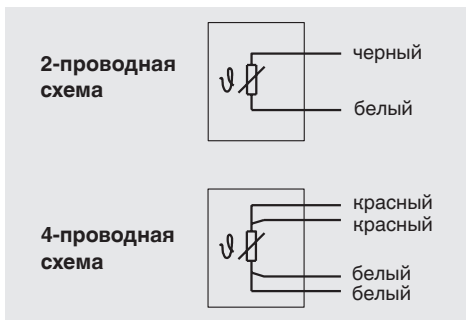 2-проводная
схема
черный
белый
ϑ
4-проводная
схема
красный
красный
белый
белый
ϑ